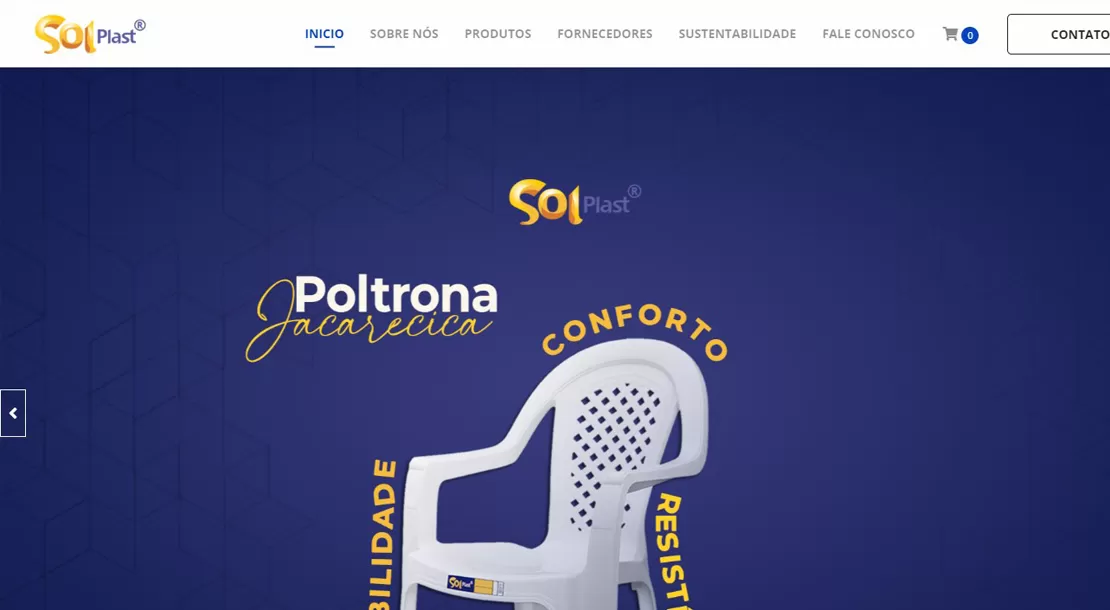 Sol Plast®
INICIO
SOBRE NÓS
PRODUTOS
FORNECEDORES
SUSTENTABILIDADE
FALE CONOSCO
0
CONTATO
Sol Plast®
Poltrona
Jacarecica
CONFORTO
BILIDADE
RESIST
Sol Plast®